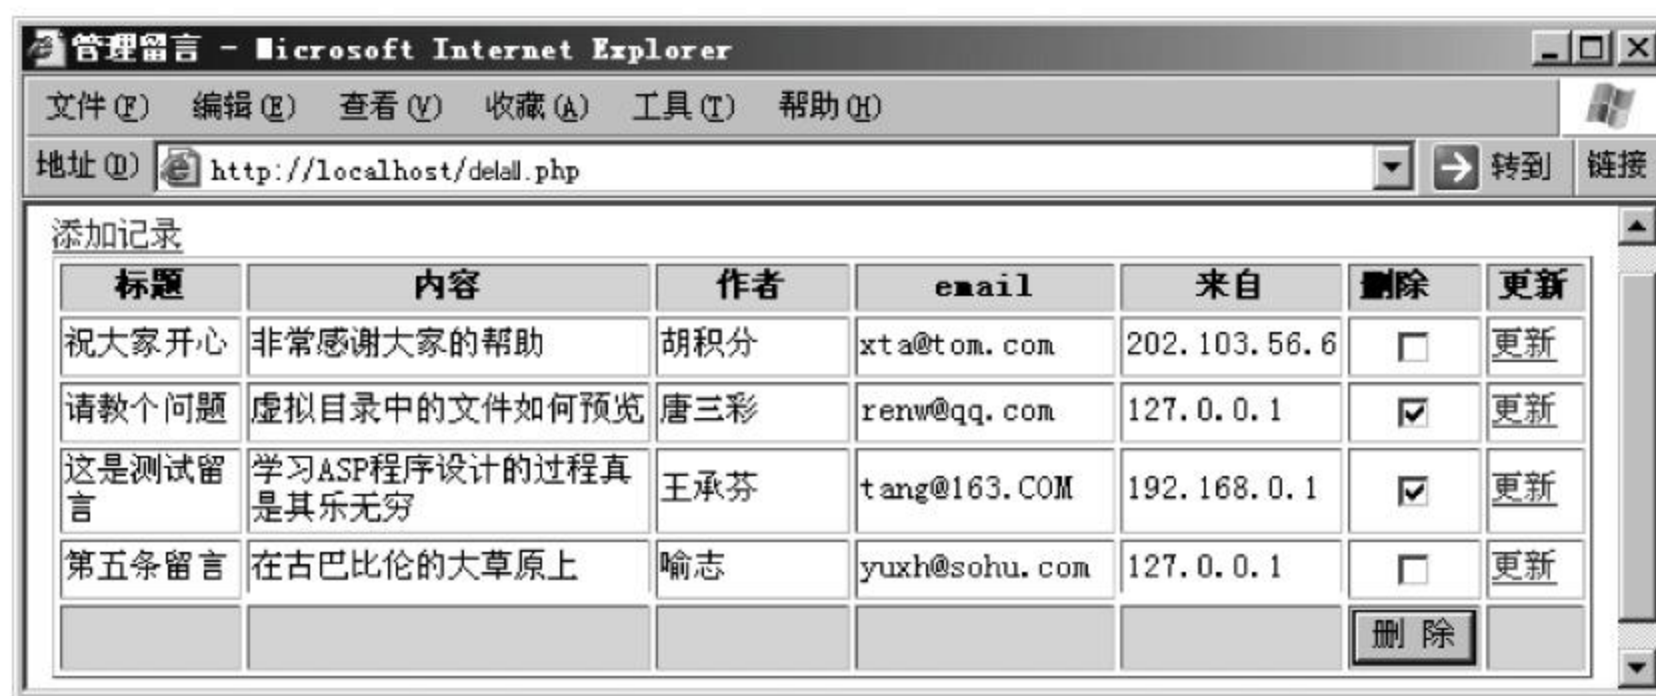 管理留言 - Microsoft Internet Explorer
文件(F) 编辑(E) 查看(V) 收藏(A) 工具(T) 帮助(H)
地址(D) http://localhost/delall.php 转到 链接
添加记录
标题 内容 作者 email 来自 删除 更新
祝大家开心 非常感谢大家的帮助 胡积分 xta@tom.com 202.103.56.6 更新
请教个问题 虚拟目录中的文件如何预览 唐三彩 renw@qq.com 127.0.0.1 更新
这是测试留言 学习ASP程序设计的过程真是其乐无穷 王承芬 tang@163.COM 192.168.0.1 更新
第五条留言 在古巴比伦的大草原上 喻志 yuxh@sohu.com 127.0.0.1 更新
删 除